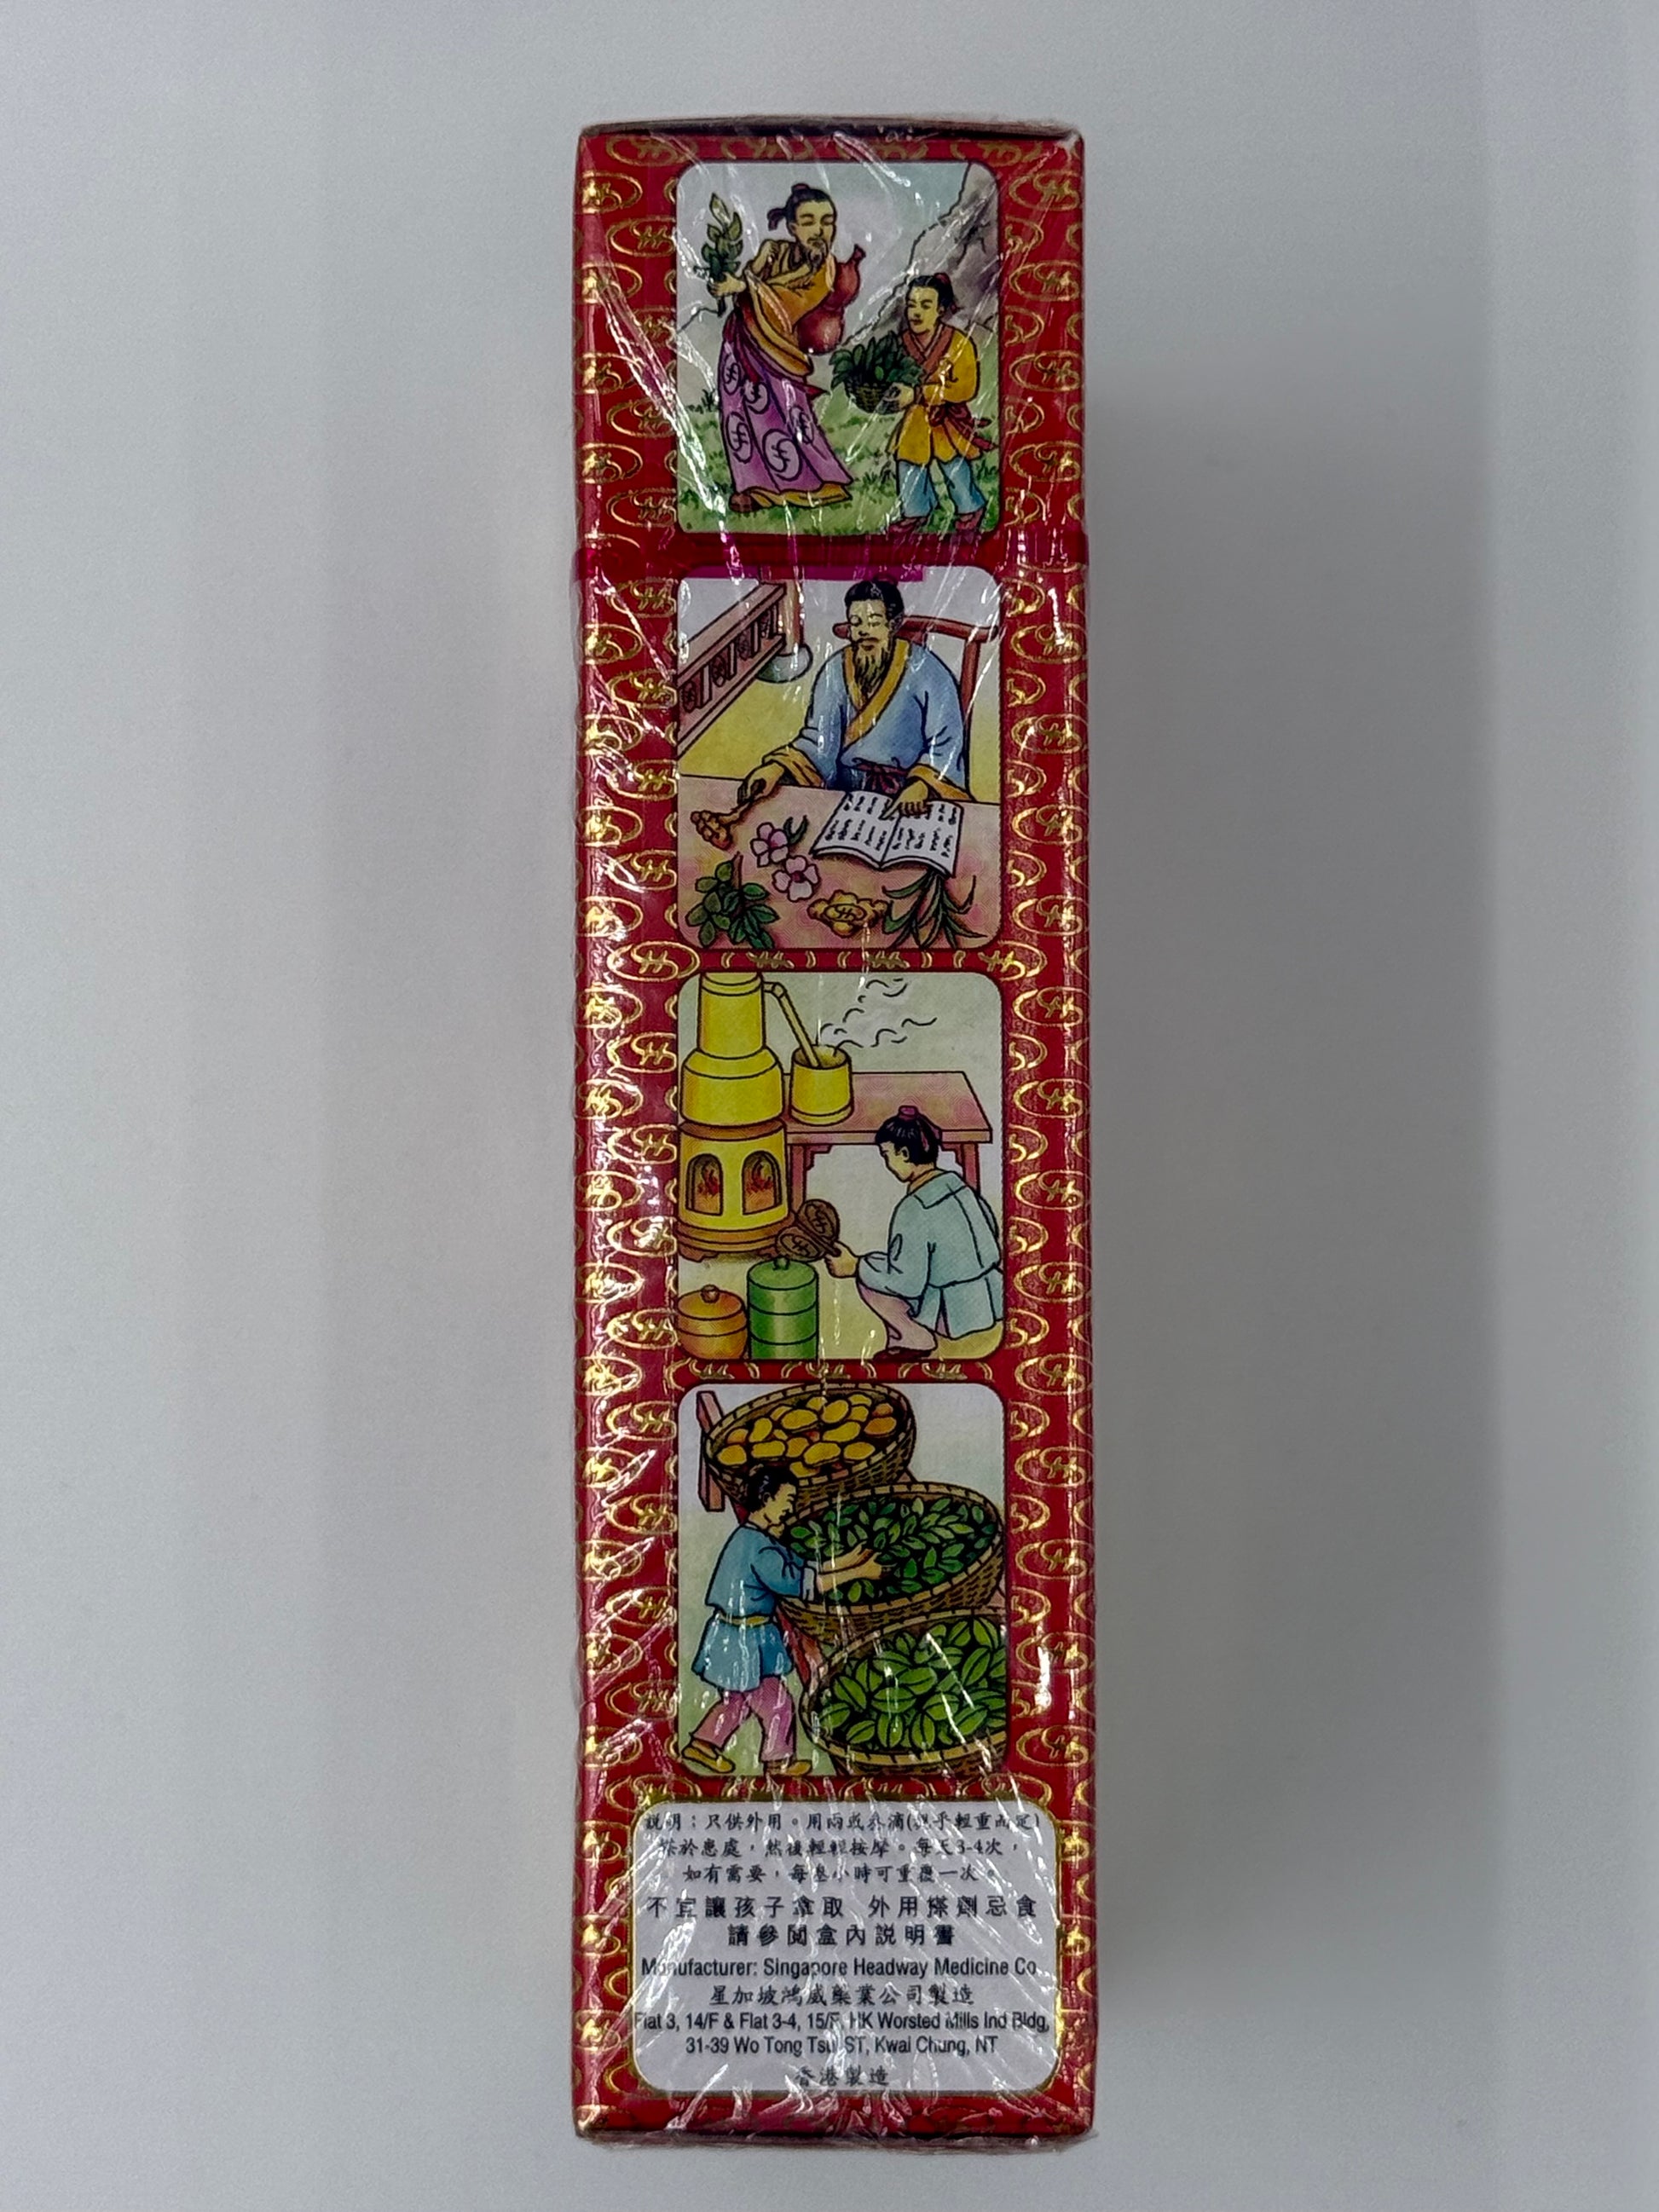 説明：只供外用。用兩或叁滴(視乎輕重而定)
搽於患處，然後輕輕按摩。每天3-4次，
如有需要，每叁小時可重覆一次。
不宜讓孩子拿取 外用搽劑忌食
請參閱盒內説明書
Manufacturer: Singapore Headway Medicine Co.
星加坡鴻威藥業公司製造
Flat 3, 14/F & Flat 3-4, 15/F, HK Worsted Mills Ind Bldg,
31-39 Wo Tong Tsui ST, Kwai Chung, NT
香港製造